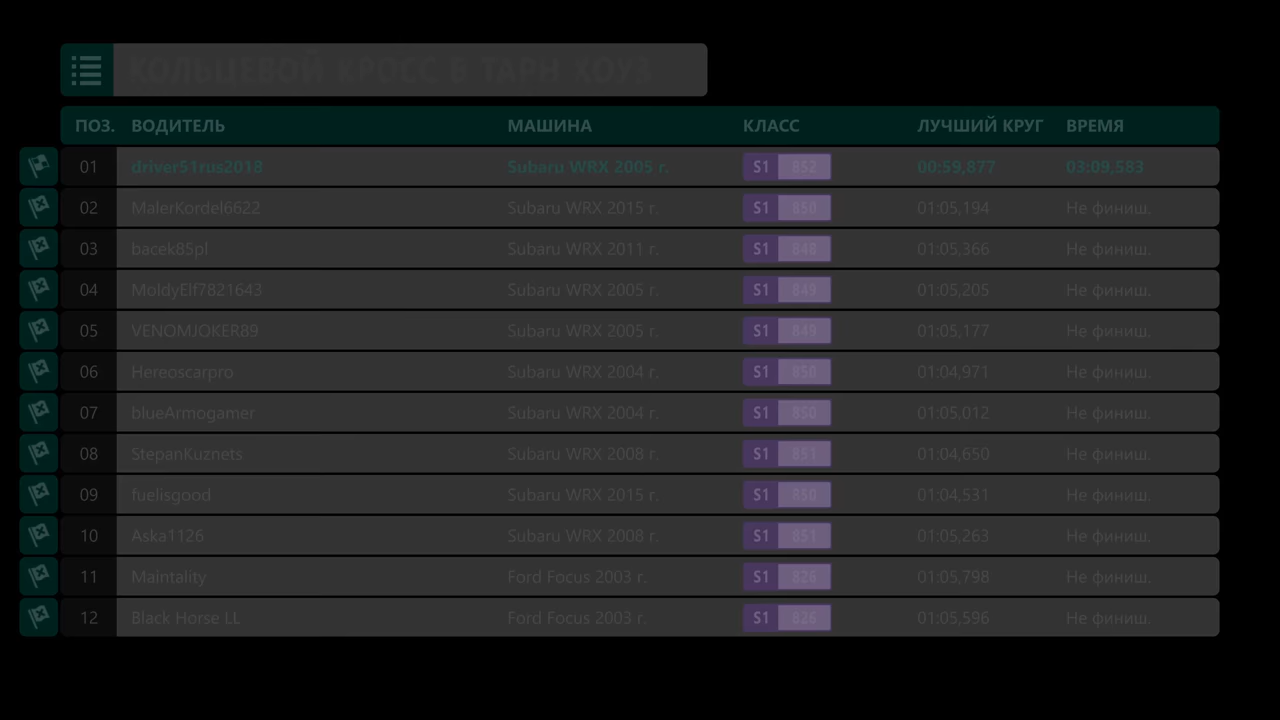 КОЛЬЦЕВОЙ КРОСС В ТАРН ХОУЗ
ПОЗ. ВОДИТЕЛЬ МАШИНА КЛАСС ЛУЧШИЙ КРУГ ВРЕМЯ
01 driver51rus2018 Subaru WRX 2005 г. S1 852 00:59,877 03:09,583
02 MalerKordel6622 Subaru WRX 2015 г. S1 850 01:05,194 Не финиш.
03 bacek85pl Subaru WRX 2011 г. S1 848 01:05,366 Не финиш.
04 MoldyElf7821643 Subaru WRX 2005 г. S1 849 01:05,205 Не финиш.
05 VENOMJOKER89 Subaru WRX 2005 г. S1 849 01:05,177 Не финиш.
06 Hereoscarpro Subaru WRX 2004 г. S1 850 01:04,971 Не финиш.
07 blueArmogamer Subaru WRX 2004 г. S1 850 01:05,012 Не финиш.
08 StepanKuznets Subaru WRX 2008 г. S1 851 01:04,650 Не финиш.
09 fuelisgood Subaru WRX 2015 г. S1 850 01:04,531 Не финиш.
10 Aska1126 Subaru WRX 2008 г. S1 851 01:05,263 Не финиш.
11 Maintality Ford Focus 2003 г. S1 826 01:05,798 Не финиш.
12 Black Horse LL Ford Focus 2003 г. S1 826 01:05,596 Не финиш.